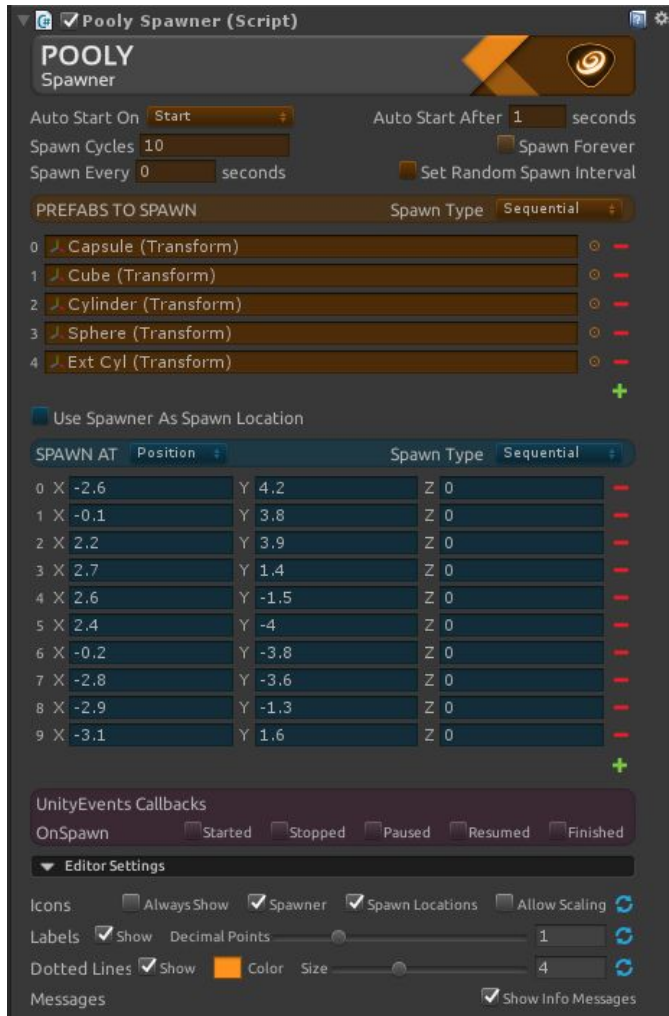 Pooly Spawner (Script)
POOLY
Spawner
Auto Start On Start Auto Start After 1 seconds
Spawn Cycles 10 Spawn Forever
Spawn Every 0 seconds Set Random Spawn Interval
PREFABS TO SPAWN Spawn Type Sequential
0 Capsule (Transform)
1 Cube (Transform)
2 Cylinder (Transform)
3 Sphere (Transform)
4 Ext Cyl (Transform)
Use Spawner As Spawn Location
SPAWN AT Position Spawn Type Sequential
0 X -2.6 Y 4.2 Z 0
1 X -0.1 Y 3.8 Z 0
2 X 2.2 Y 3.9 Z 0
3 X 2.7 Y 1.4 Z 0
4 X 2.6 Y -1.5 Z 0
5 X 2.4 Y -4 Z 0
6 X -0.2 Y -3.8 Z 0
7 X -2.8 Y -3.6 Z 0
8 X -2.9 Y -1.3 Z 0
9 X -3.1 Y 1.6 Z 0
UnityEvents Callbacks
OnSpawn Started Stopped Paused Resumed Finished
Editor Settings
Icons Always Show Spawner Spawn Locations Allow Scaling
Labels Show Decimal Points 1
Dotted Lines Show Color Size 4
Messages Show Info Messages